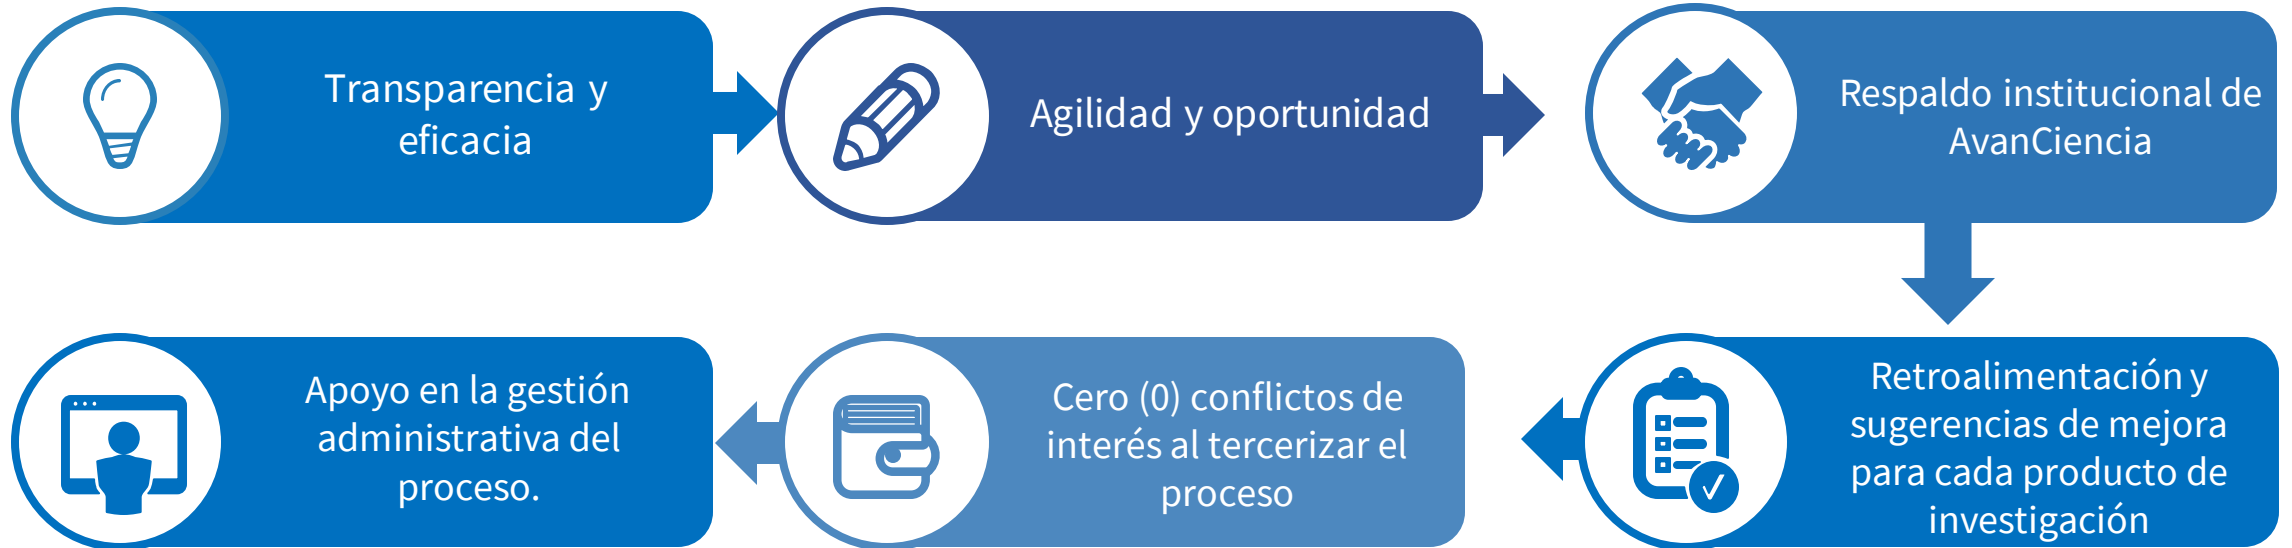 Transparencia y
eficacia
Agilidad y oportunidad
Respaldo institucional de
AvanCiencia
Retroalimentación y
sugerencias de mejora
para cada producto de
investigación
Cero (0) conflictos de
interés al tercerizar el
proceso
Apoyo en la gestión
administrativa del
proceso.